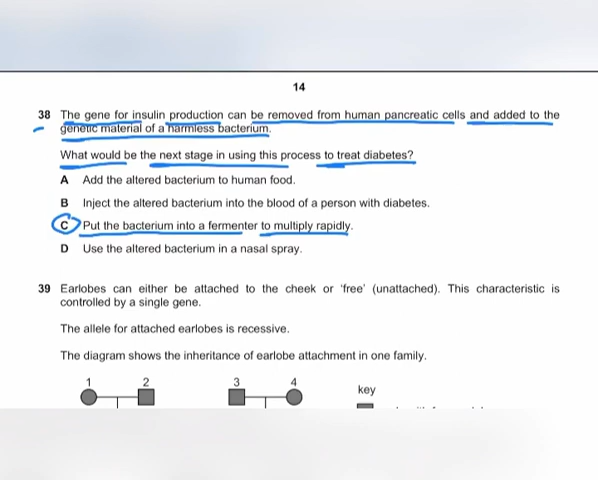 14
38 The gene for insulin production can be removed from human pancreatic cells and added to the
genetic material of a harmless bacterium.
What would be the next stage in using this process to treat diabetes?
A Add the altered bacterium to human food.
B Inject the altered bacterium into the blood of a person with diabetes.
C Put the bacterium into a fermenter to multiply rapidly.
D Use the altered bacterium in a nasal spray.
39 Earlobes can either be attached to the cheek or ‘free’ (unattached). This characteristic is
controlled by a single gene.
The allele for attached earlobes is recessive.
The diagram shows the inheritance of earlobe attachment in one family.
1 2 3 4
key